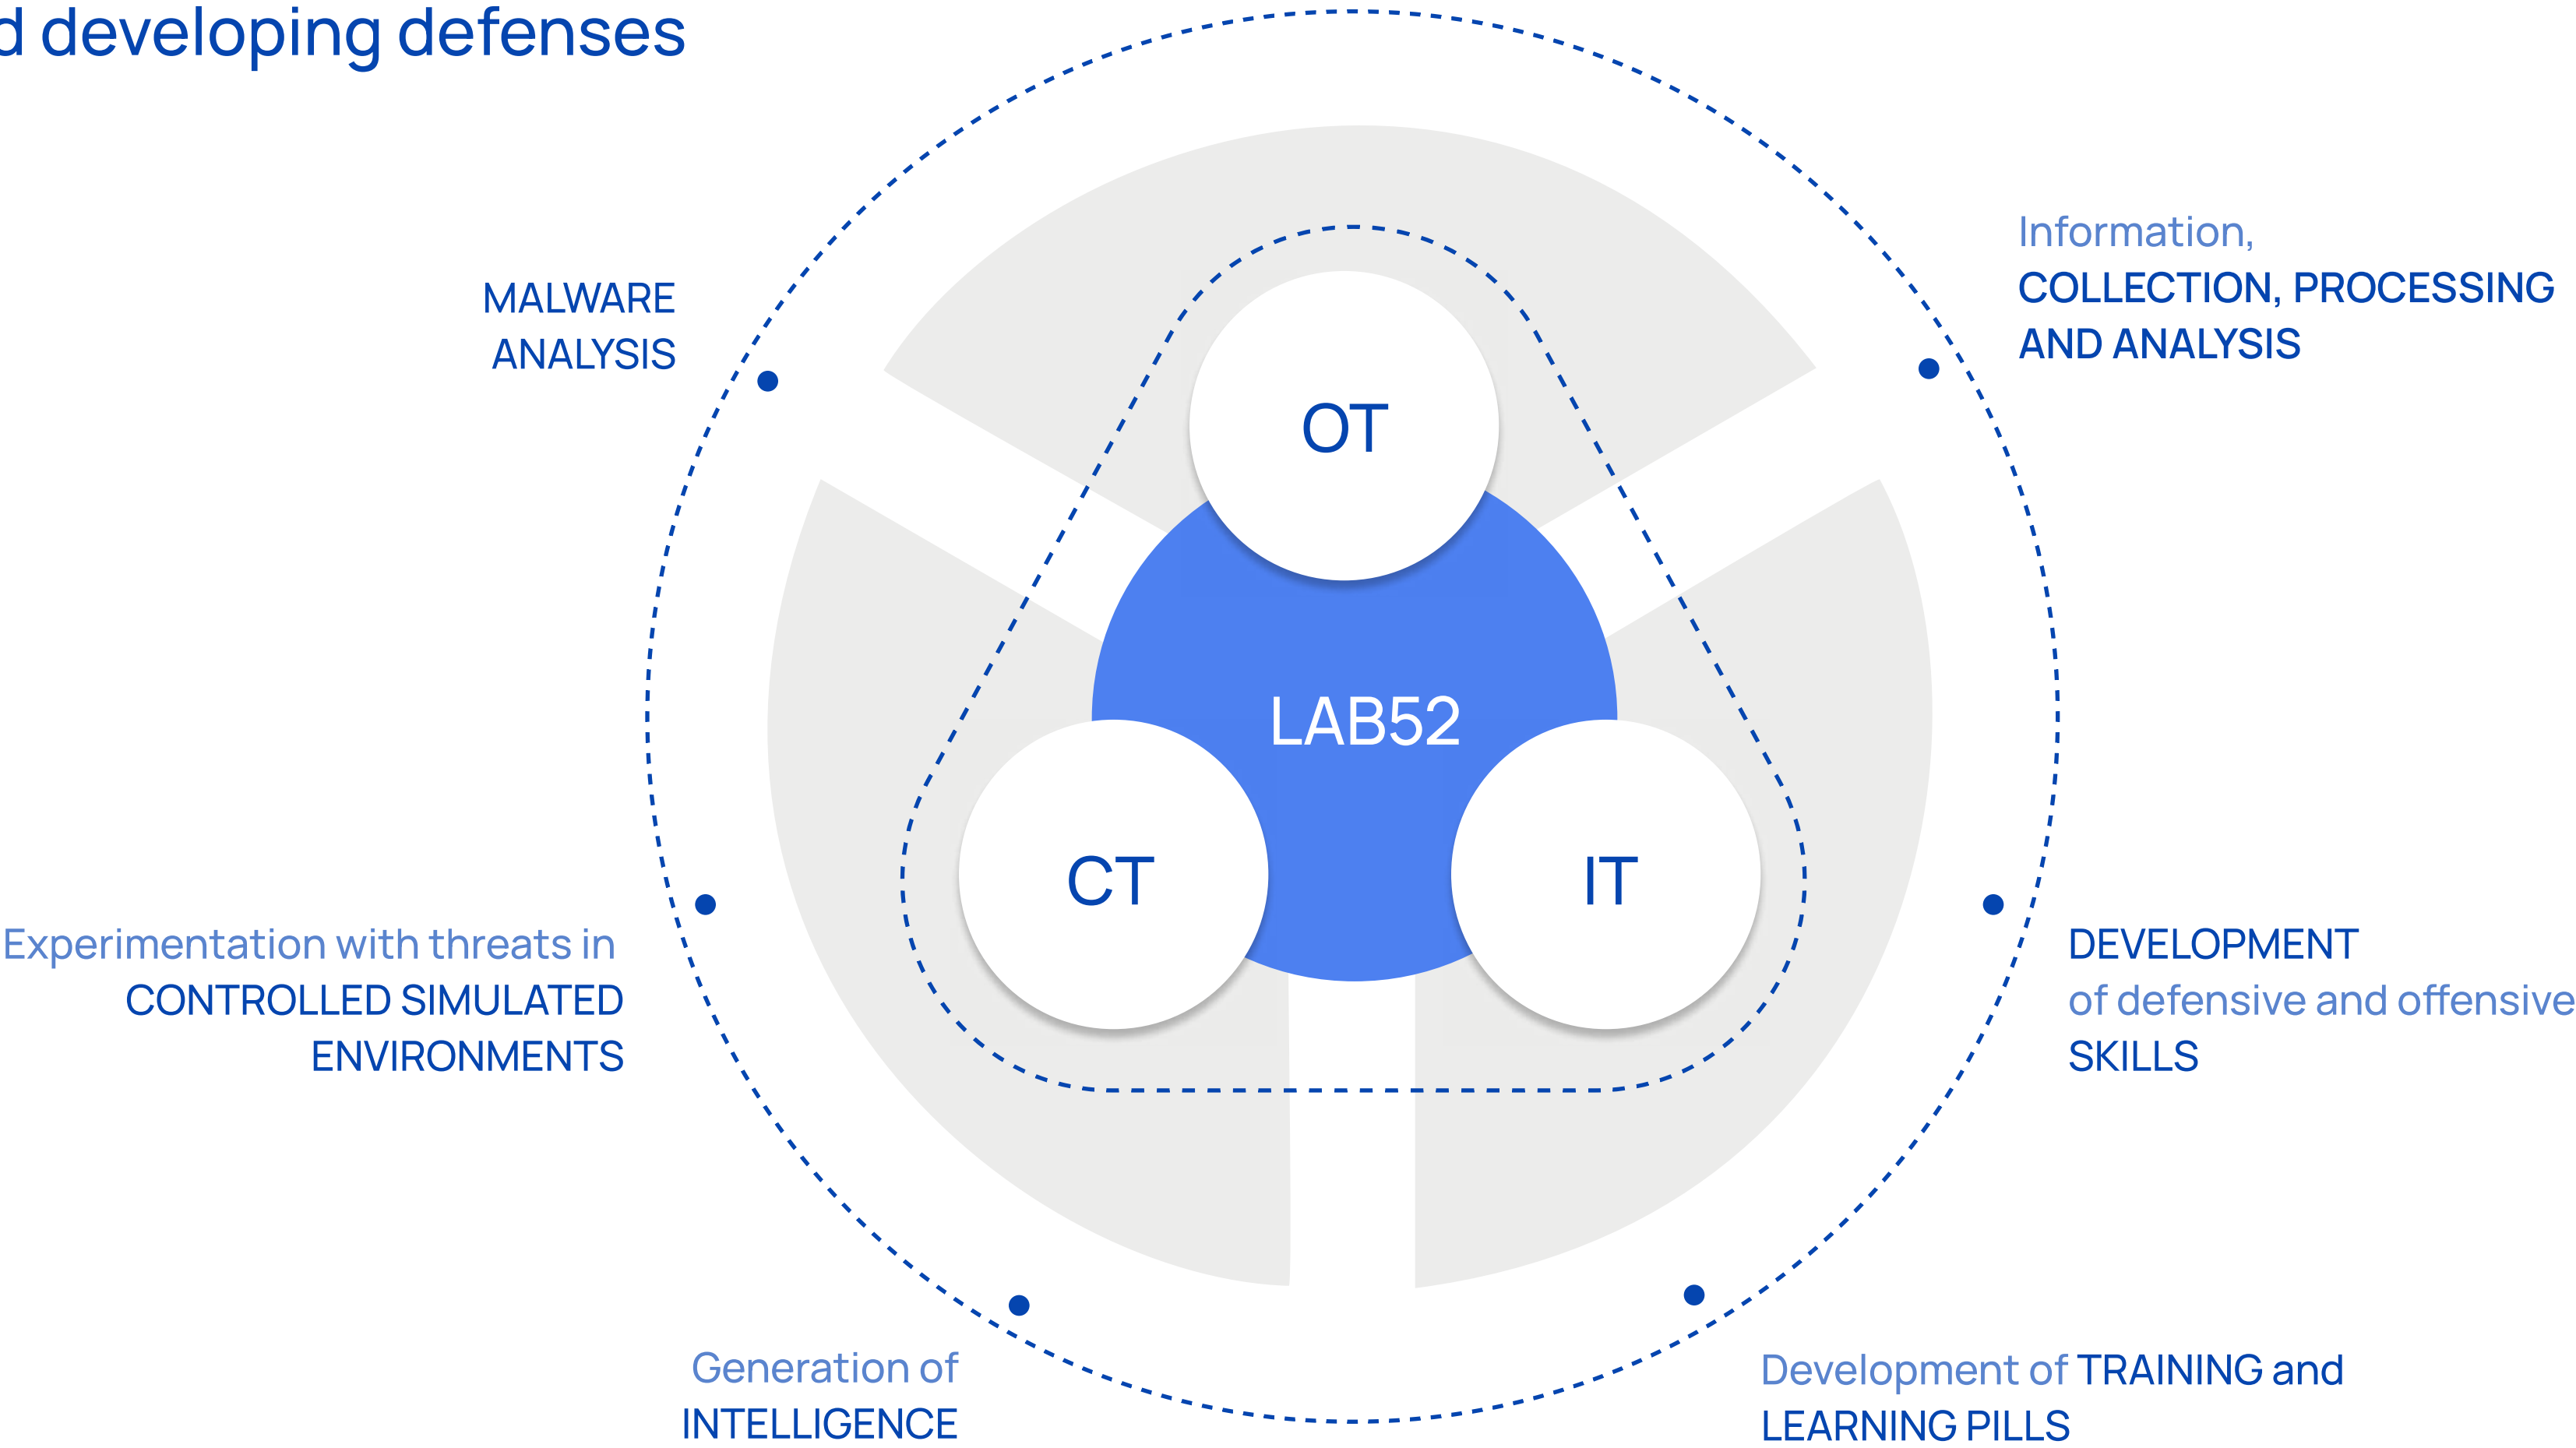 d developing defenses
MALWARE
ANALYSIS
Information,
COLLECTION, PROCESSING
AND ANALYSIS
OT
LAB52
CT
IT
Experimentation with threats in
CONTROLLED SIMULATED
ENVIRONMENTS
DEVELOPMENT
of defensive and offensive
SKILLS
Generation of
INTELLIGENCE
Development of TRAINING and
LEARNING PILLS